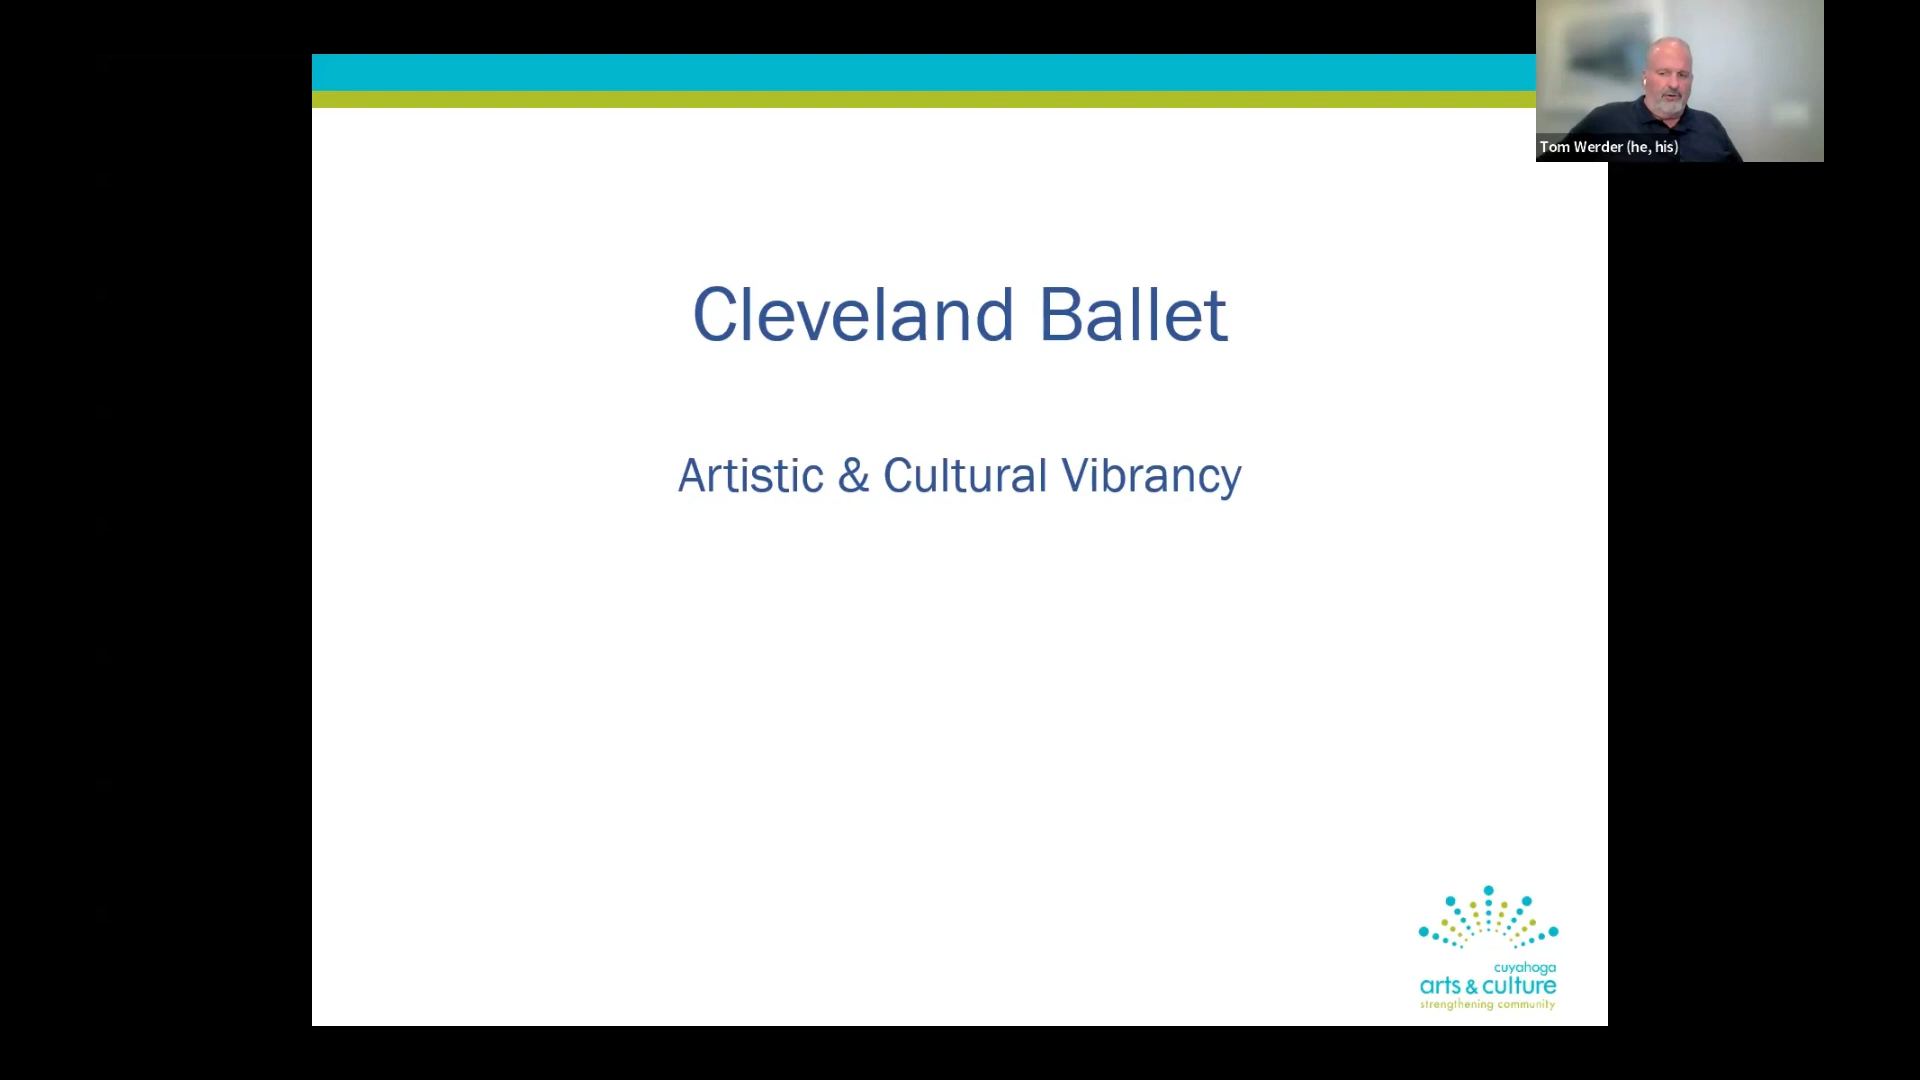 Tom Werder (he, his)
Cleveland Ballet
Artistic & Cultural Vibrancy
cuyahoga
arts & culture
strengthening community